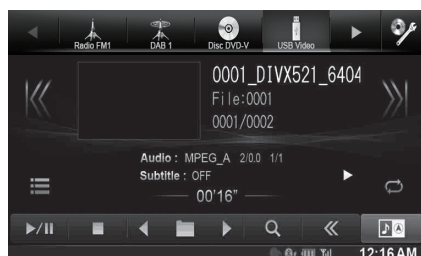 Radio FM1 DAB 1 Disc DVD-V USB Video
0001_DIVX521_6404
File:0001
0001/0002
Audio : MPEG_A 2/0.0 1/1
Subtitle : OFF
00'16"
12:16 AM